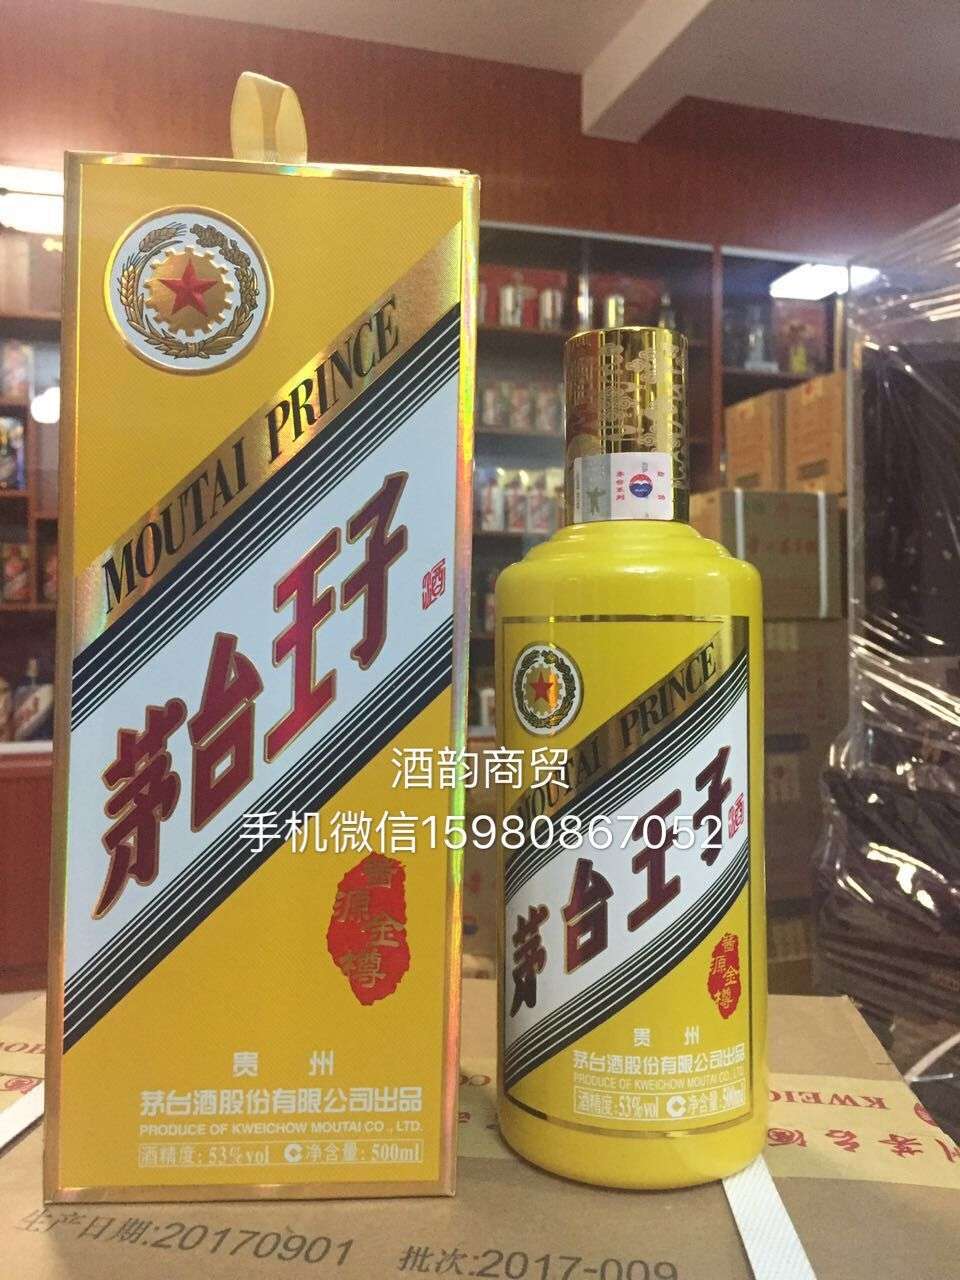 MOUTAI PRINCE
茅台王子
酒
酱源金樽
贵州
茅台酒股份有限公司出品
PRODUCE OF KWEICHOW MOUTAI CO., LTD.
酒精度:53%vol 净含量:500ml
MOUTAI PRINCE
茅台王子
酒
酱源金樽
贵州
茅台酒股份有限公司出品
PRODUCE OF KWEICHOW MOUTAI CO., LTD.
酒精度:53%vol 净含量:500ml
酒韵商贸
手机微信15980867052
生产日期:20170901 批次:2017-009